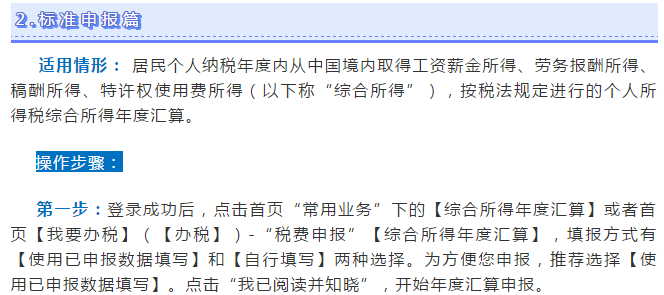 2.标准申报篇
适用情形：居民个人纳税年度内从中国境内取得工资薪金所得、劳务报酬所得、
稿酬所得、特许权使用费所得（以下称“综合所得”），按税法规定进行的个人所
得税综合所得年度汇算。
操作步骤：
第一步：登录成功后，点击首页“常用业务”下的【综合所得年度汇算】或者首
页【我要办税】（【办税】）-“税费申报”【综合所得年度汇算】，填报方式有
【使用已申报数据填写】和【自行填写】两种选择。为方便您申报，推荐选择【使
用已申报数据填写】。点击“我已阅读并知晓”，开始年度汇算申报。